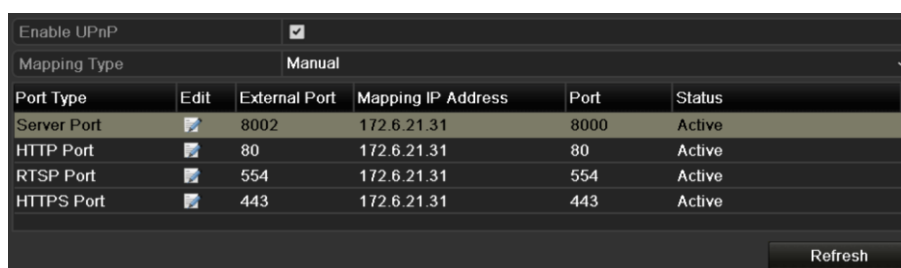 Enable UPnP
Mapping Type Manual
Port Type Edit External Port Mapping IP Address Port Status
Server Port 8002 172.6.21.31 8000 Active
HTTP Port 80 172.6.21.31 80 Active
RTSP Port 554 172.6.21.31 554 Active
HTTPS Port 443 172.6.21.31 443 Active
Refresh